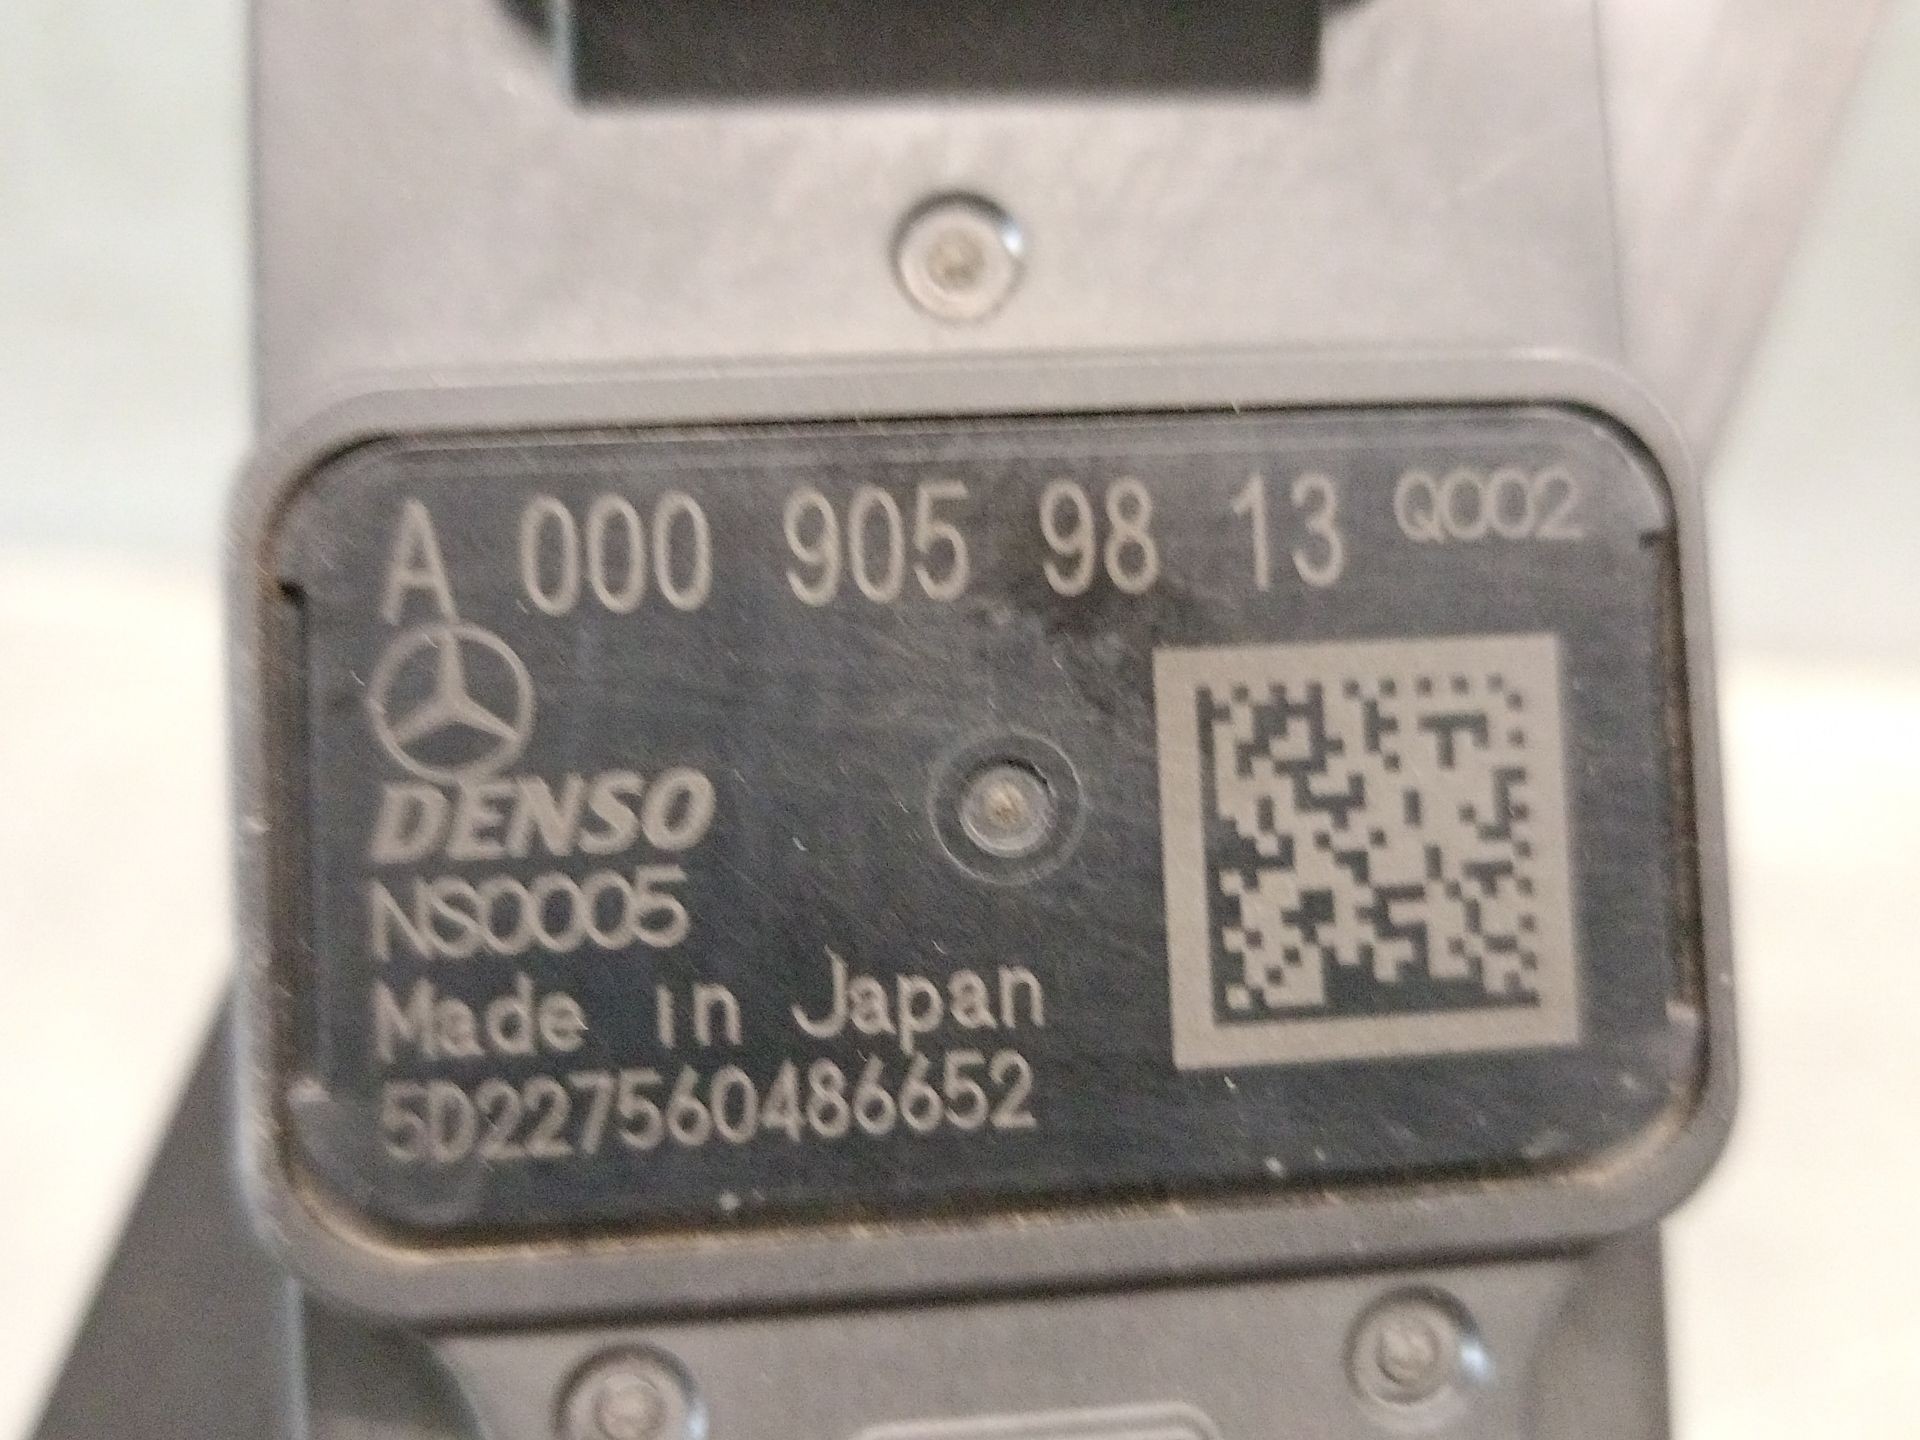 A 000 905 98 13 Q002
DENSO
NS0005
Made in Japan
5D227560486652